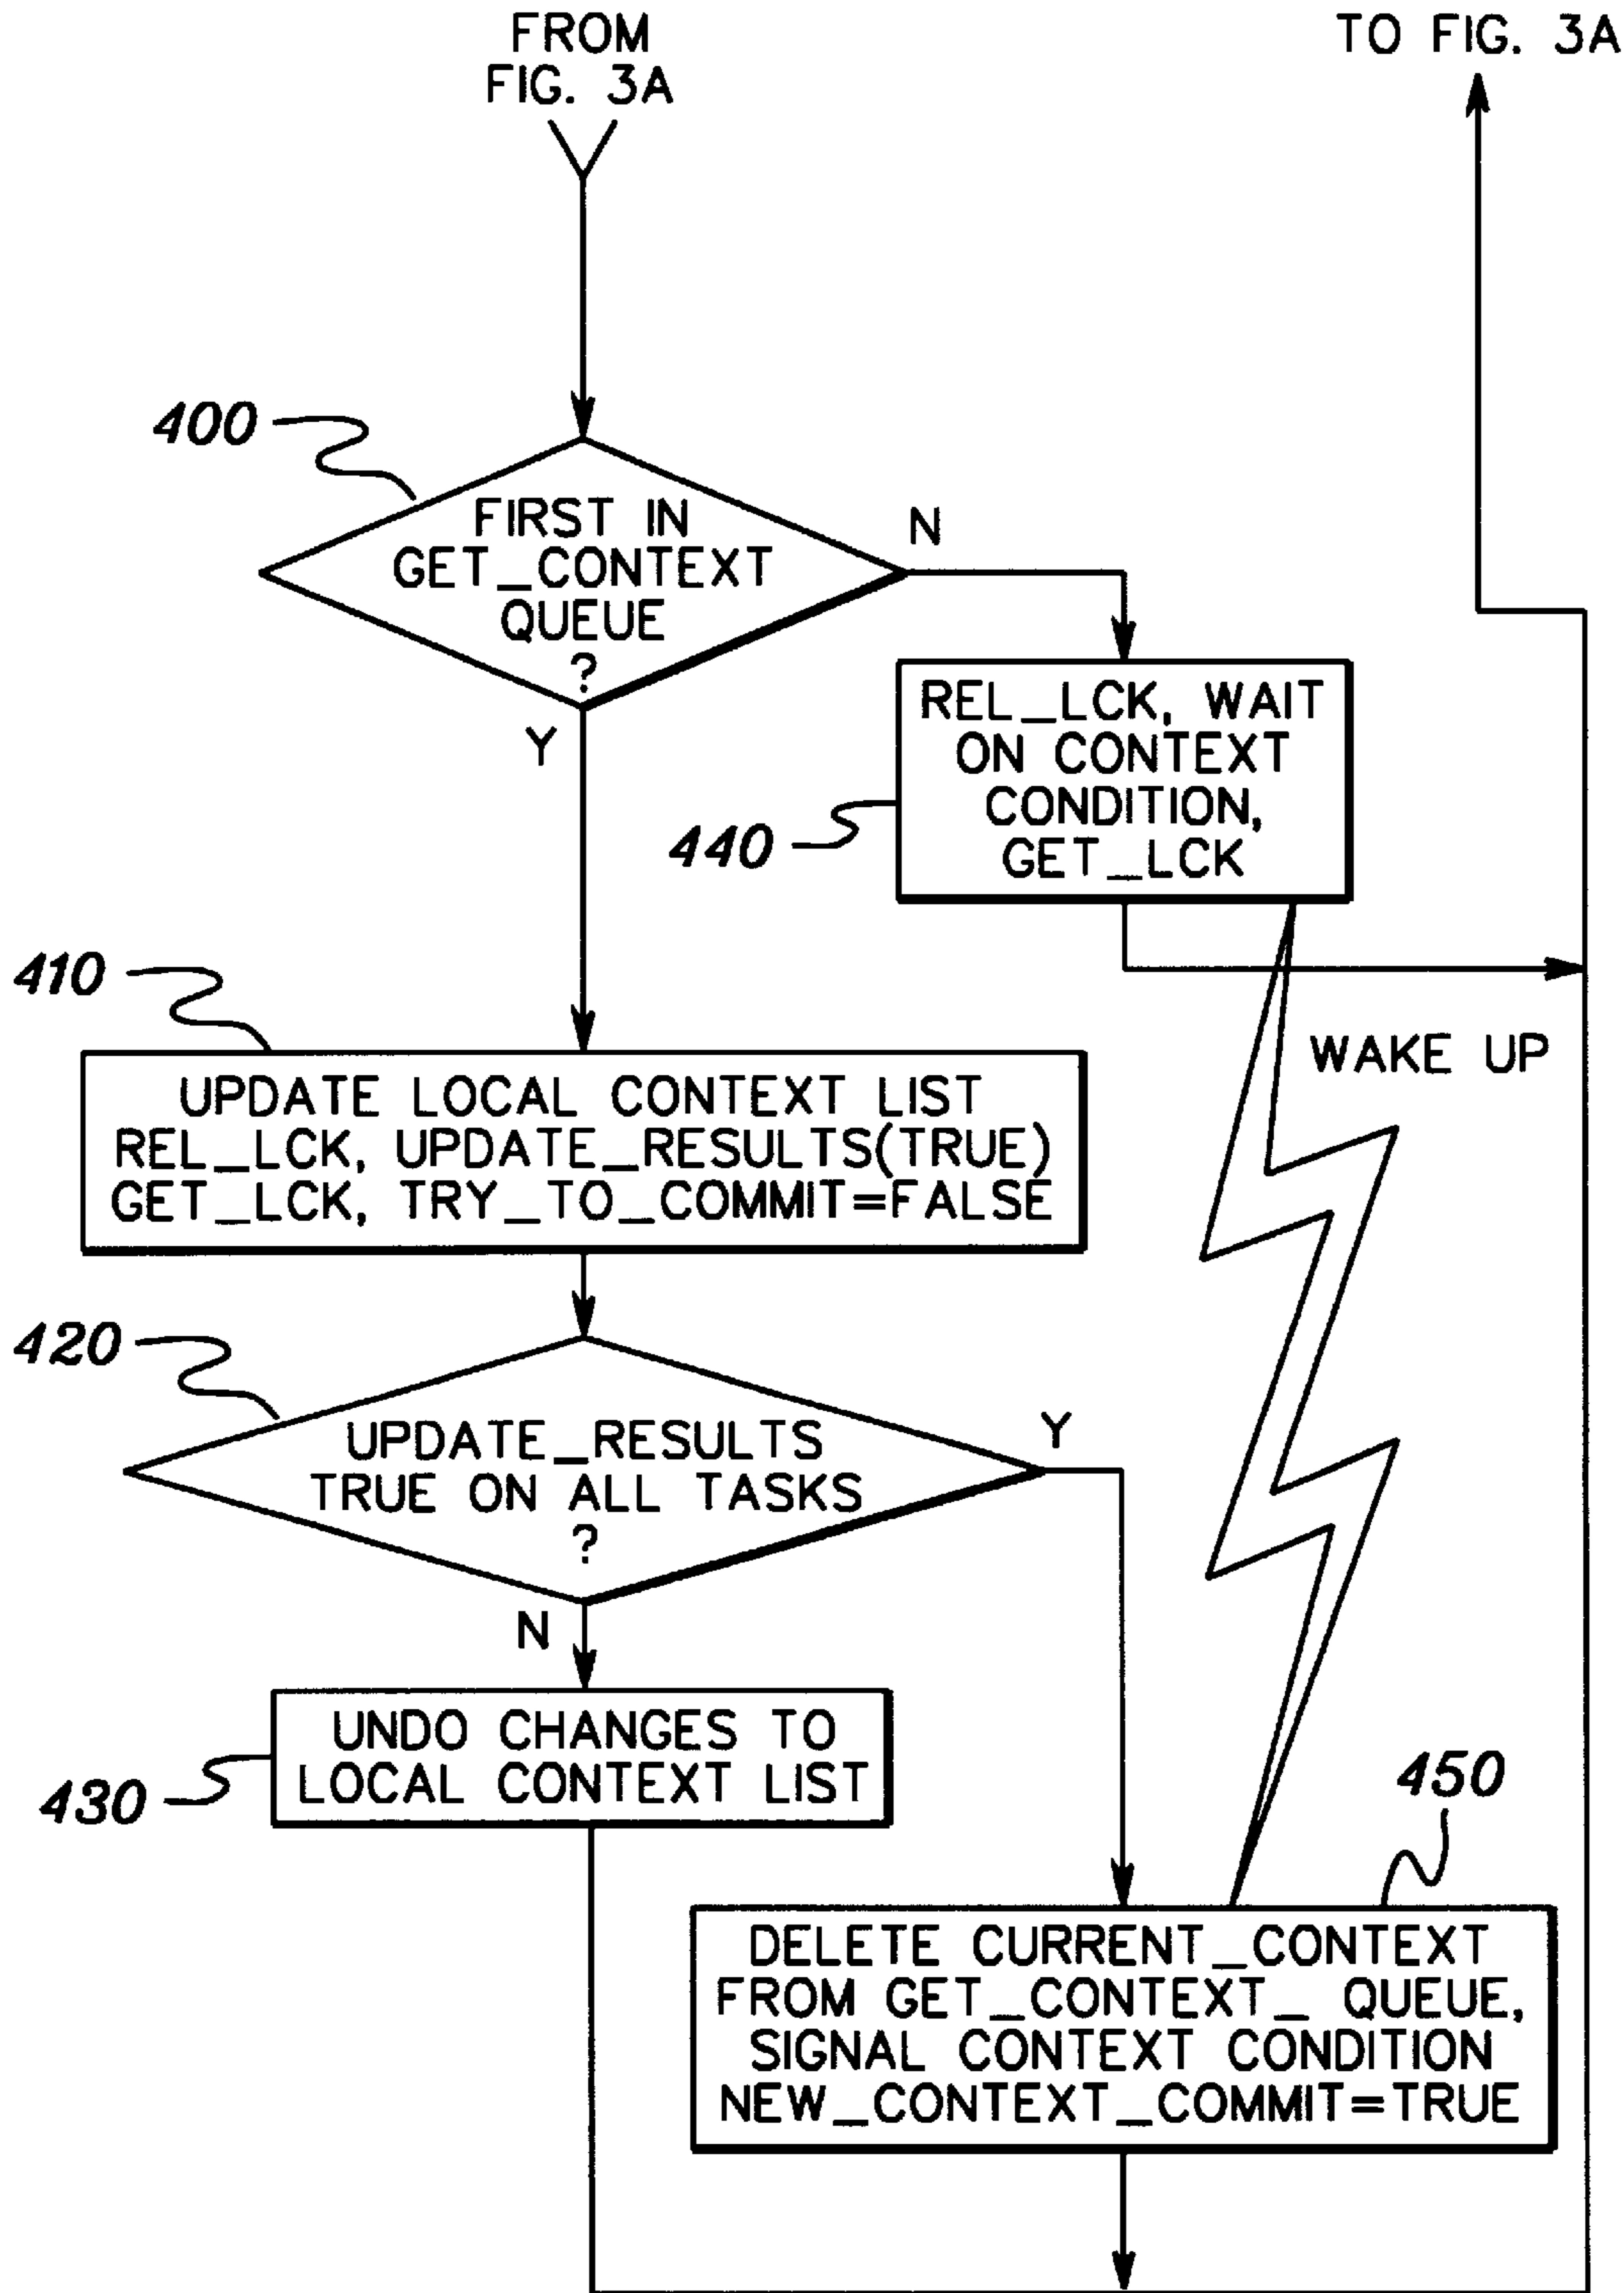 FROM
FIG. 3A
TO FIG. 3A
400
FIRST IN
GET_CONTEXT
QUEUE
?
N
Y
REL_LCK, WAIT
ON CONTEXT
CONDITION,
GET_LCK
440
410
WAKE UP
UPDATE LOCAL CONTEXT LIST
REL_LCK, UPDATE_RESULTS(TRUE)
GET_LCK, TRY_TO_COMMIT=FALSE
420
UPDATE_RESULTS
TRUE ON ALL TASKS
?
Y
N
UNDO CHANGES TO
LOCAL CONTEXT LIST
430
450
DELETE CURRENT_CONTEXT
FROM GET_CONTEXT_ QUEUE,
SIGNAL CONTEXT CONDITION
NEW_CONTEXT_COMMIT=TRUE